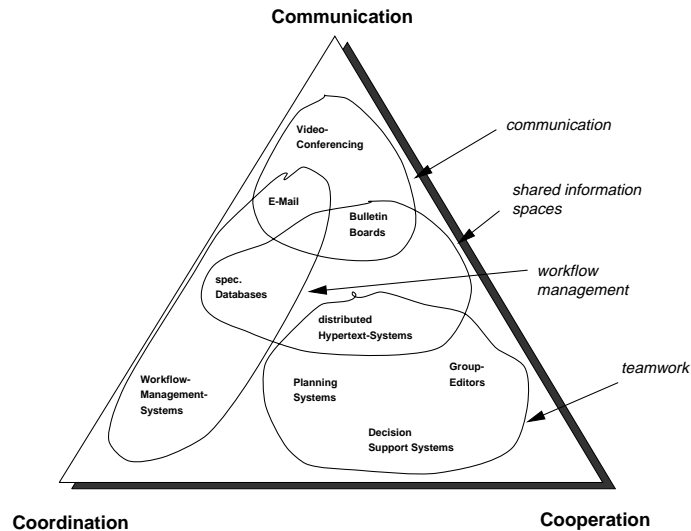 Communication
Video-
Conferencing
communication
E-Mail
shared information
spaces
Bulletin
Boards
spec.
Databases
workflow
management
distributed
Hypertext-Systems
Workflow-
Management-
Systems
Planning
Systems
Group-
Editors
teamwork
Decision
Support Systems
Coordination
Cooperation